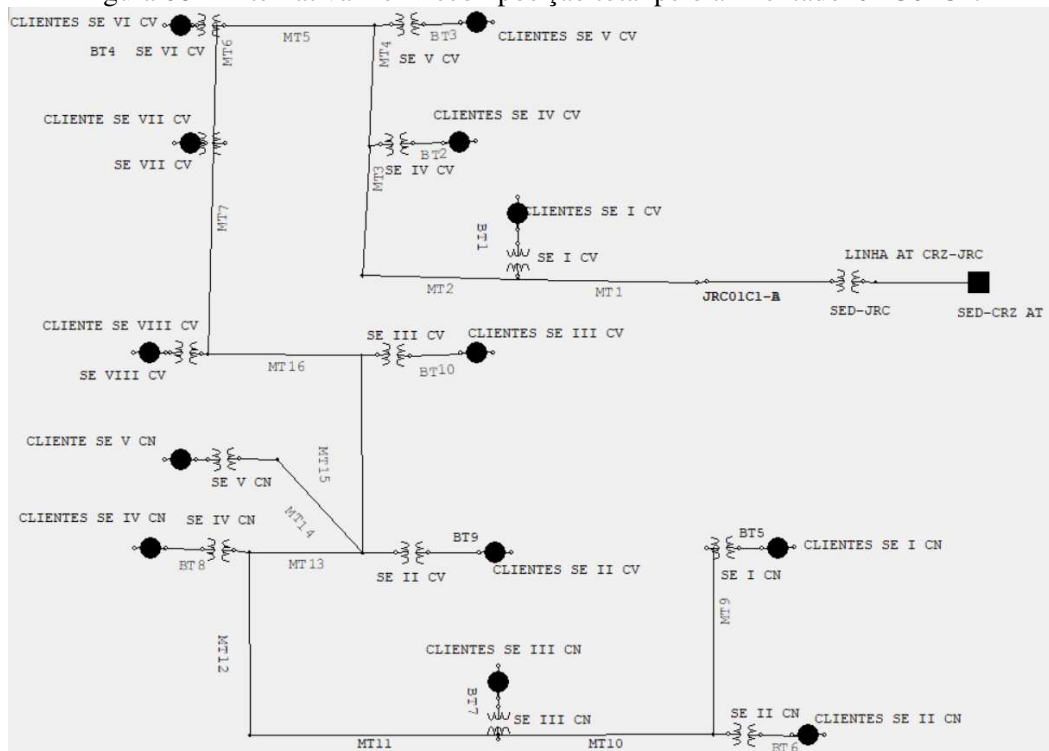 CLIENTES SE VI CV
MT5
BT3
CLIENTES SE V CV
BT4
SE VI CV
MT6
MT4
SE V CV
CLIENTE SE VII CV
CLIENTES SE IV CV
SE VII CV
BT2
SE IV CV
MT3
MT7
CLIENTES SE I CV
BT1
SE I CV
LINHA AT CRZ-JRC
MT2
MT1
JRC01C1-A
SED-JRC
SED-CRZ AT
CLIENTE SE VIII CV
SE III CV
CLIENTES SE III CV
SE VIII CV
MT16
BT10
CLIENTE SE V CN
SE V CN
MT15
MT14
CLIENTES SE IV CN
SE IV CN
BT9
BT5
CLIENTES SE I CN
BT8
MT13
SE II CV
CLIENTES SE II CV
SE I CN
MT9
MT12
CLIENTES SE III CN
BT7
SE III CN
SE II CN
CLIENTES SE II CN
MT11
MT10
BT6